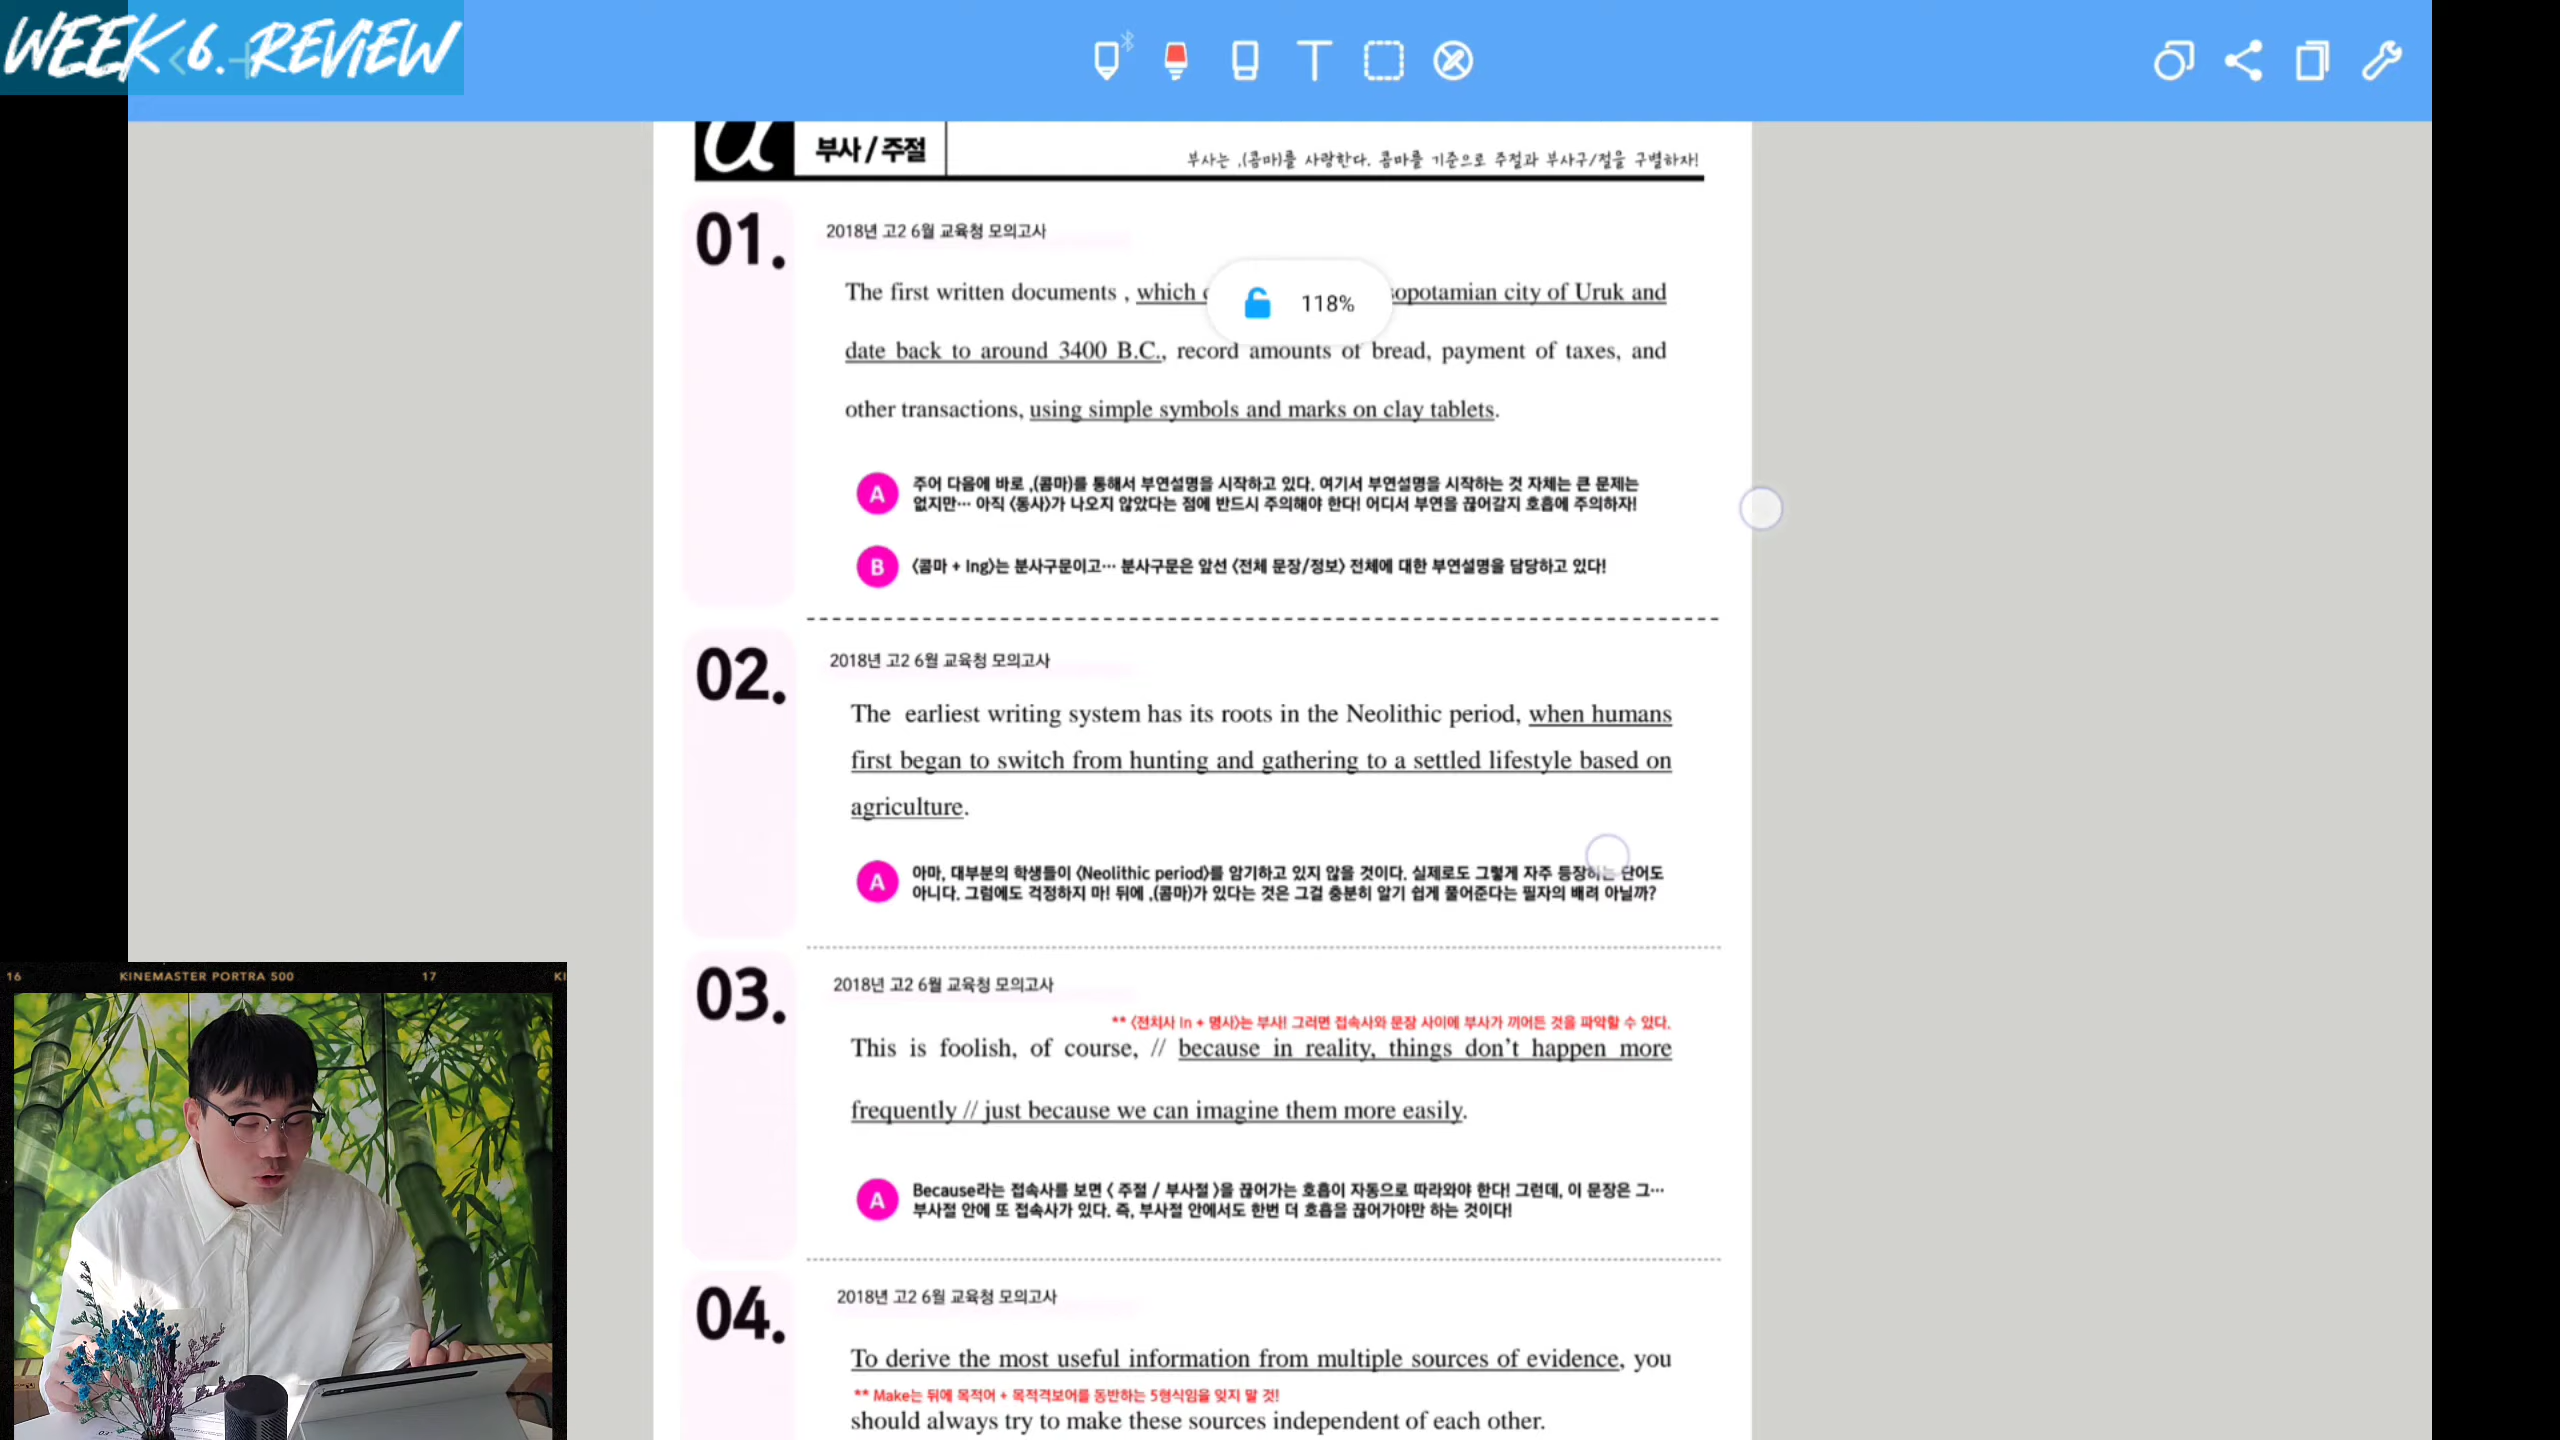 WEEK 6. REVIEW
α 부사 / 주절
부사는 ,(콤마)를 사랑한다. 콤마를 기준으로 주절과 부사구/절을 구별하자!
01.
2018년 고2 6월 교육청 모의고사
The first written documents , which
118%
opotamian city of Uruk and
date back to around 3400 B.C., record amounts of bread, payment of taxes, and
other transactions, using simple symbols and marks on clay tablets.
A 주어 다음에 바로 ,(콤마)를 통해서 부연설명을 시작하고 있다. 여기서 부연설명을 시작하는 것 자체는 큰 문제는
없지만… 아직 <동사>가 나오지 않았다는 점에 반드시 주의해야 한다! 어디서 부연을 끊어갈지 호흡에 주의하자!
B <콤마 + Ing>는 분사구문이고… 분사구문은 앞선 <전체 문장/정보> 전체에 대한 부연설명을 담당하고 있다!
02.
2018년 고2 6월 교육청 모의고사
The earliest writing system has its roots in the Neolithic period, when humans
first began to switch from hunting and gathering to a settled lifestyle based on
agriculture.
A 아마, 대부분의 학생들이 <Neolithic period>를 암기하고 있지 않을 것이다. 실제로도 그렇게 자주 등장하는 단어도
아니다. 그럼에도 걱정하지 마! 뒤에 ,(콤마)가 있다는 것은 그걸 충분히 알기 쉽게 풀어준다는 필자의 배려 아닐까?
03.
2018년 고2 6월 교육청 모의고사
** <전치사 In + 명사>는 부사! 그러면 접속사와 문장 사이에 부사가 끼어든 것을 파악할 수 있다.
This is foolish, of course, // because in reality, things don’t happen more
frequently // just because we can imagine them more easily.
A Because라는 접속사를 보면 < 주절 / 부사절 >을 끊어가는 호흡이 자동으로 따라와야 한다! 그런데, 이 문장은 그…
부사절 안에 또 접속사가 있다. 즉, 부사절 안에서도 한번 더 호흡을 끊어가야만 하는 것이다!
04.
2018년 고2 6월 교육청 모의고사
To derive the most useful information from multiple sources of evidence, you
** Make는 뒤에 목적어 + 목적격보어를 동반하는 5형식임을 잊지 말 것!
should always try to make these sources independent of each other.
16 KINEMASTER PORTRA 500 17 KI